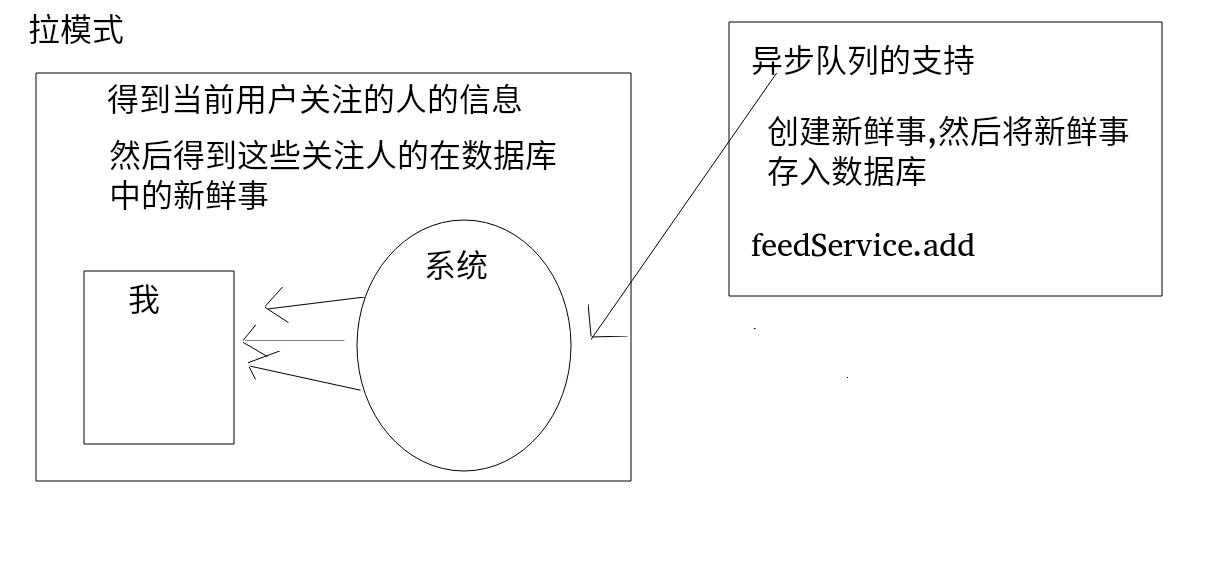 拉模式
得到当前用户关注的人的信息
然后得到这些关注人的在数据库
中的新鲜事
我
系统
异步队列的支持
创建新鲜事,然后将新鲜事
存入数据库
feedService.add